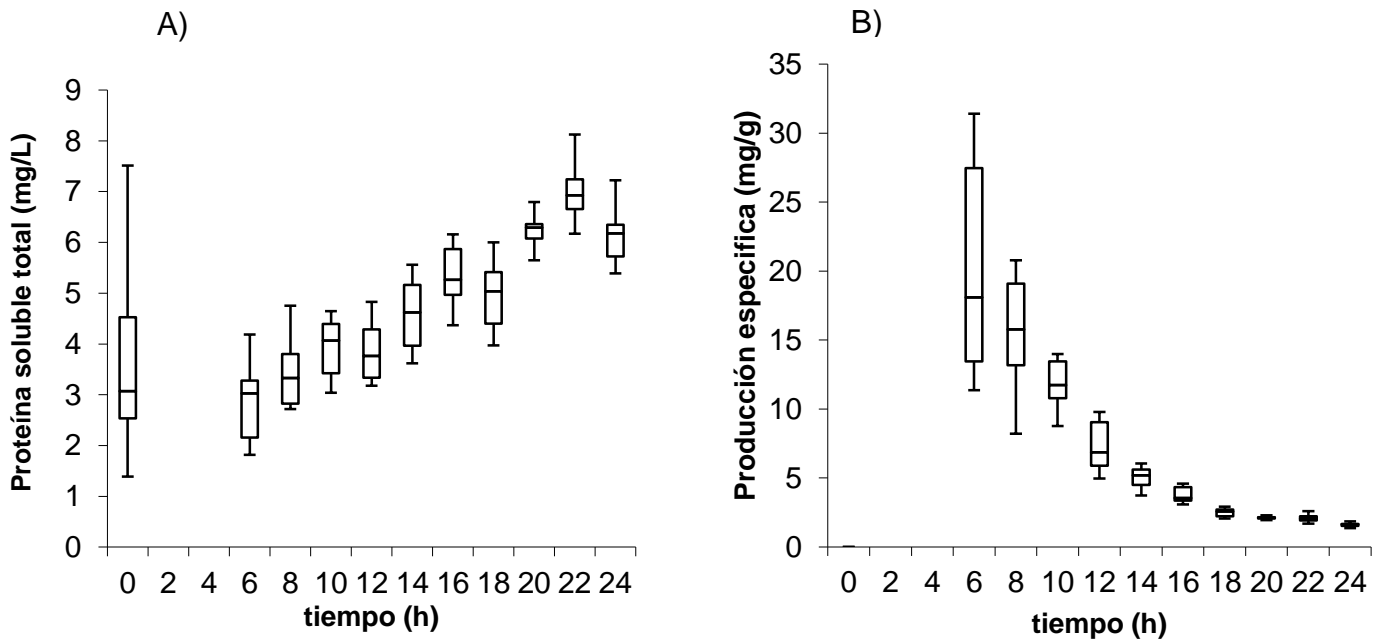 A)
Proteína soluble total (mg/L)
9
8
7
6
5
4
3
2
1
0
0 2 4 6 8 10 12 14 16 18 20 22 24
tiempo (h)
B)
Producción especifica (mg/g)
35
30
25
20
15
10
5
0
0 2 4 6 8 10 12 14 16 18 20 22 24
tiempo (h)